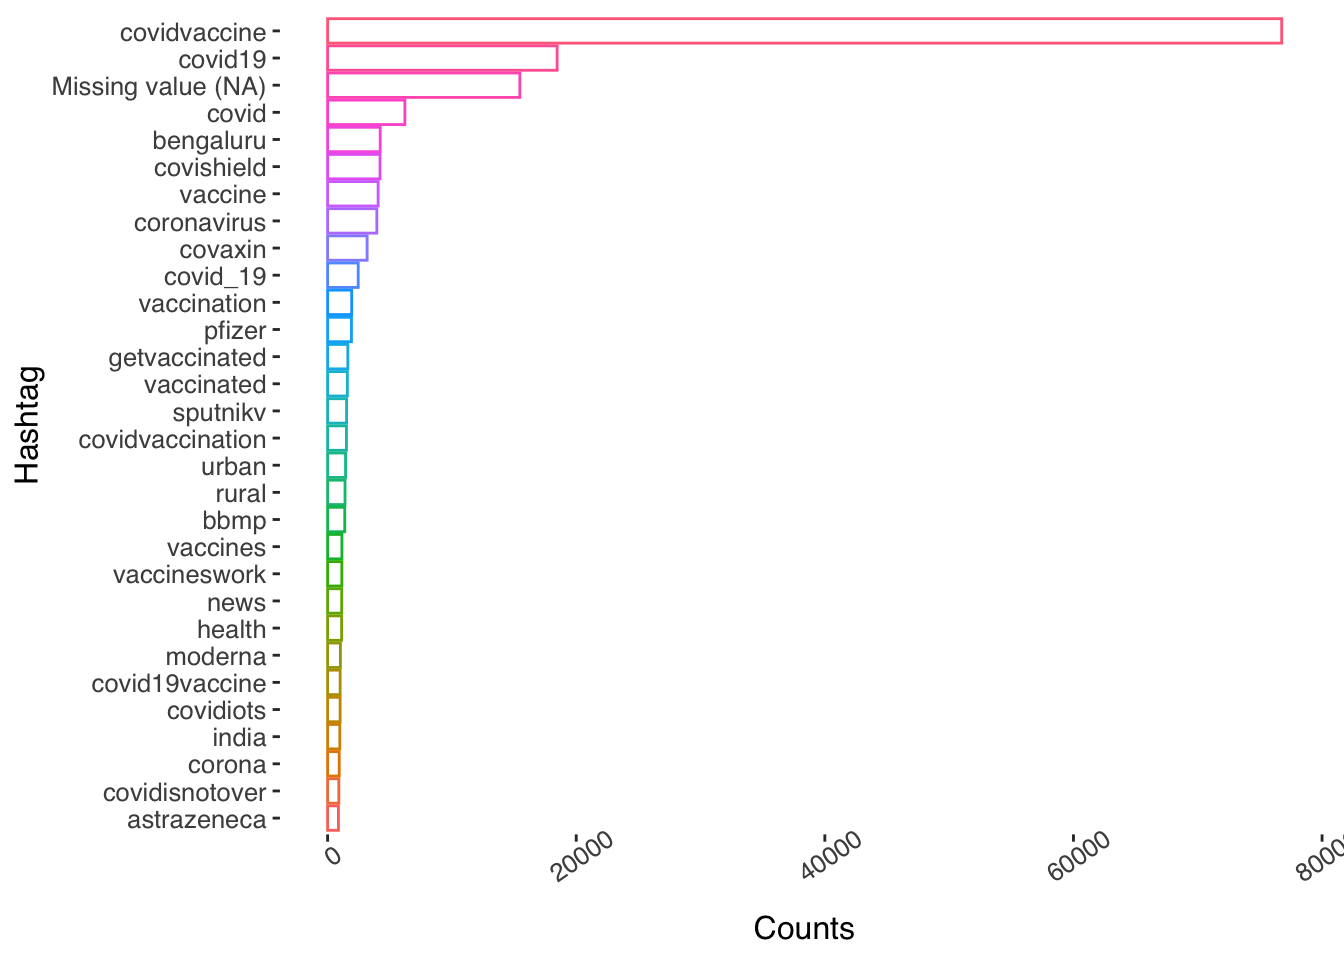 covidvaccine
covid19
Missing value (NA)
covid
bengaluru
covishield
vaccine
coronavirus
covaxin
covid_19
vaccination
pfizer
getvaccinated
vaccinated
sputnikv
covidvaccination
urban
rural
bbmp
vaccines
vaccineswork
news
health
moderna
covid19vaccine
covidiots
india
corona
covidisnotover
astrazeneca
Hashtag
0
20000
40000
60000
8000
Counts